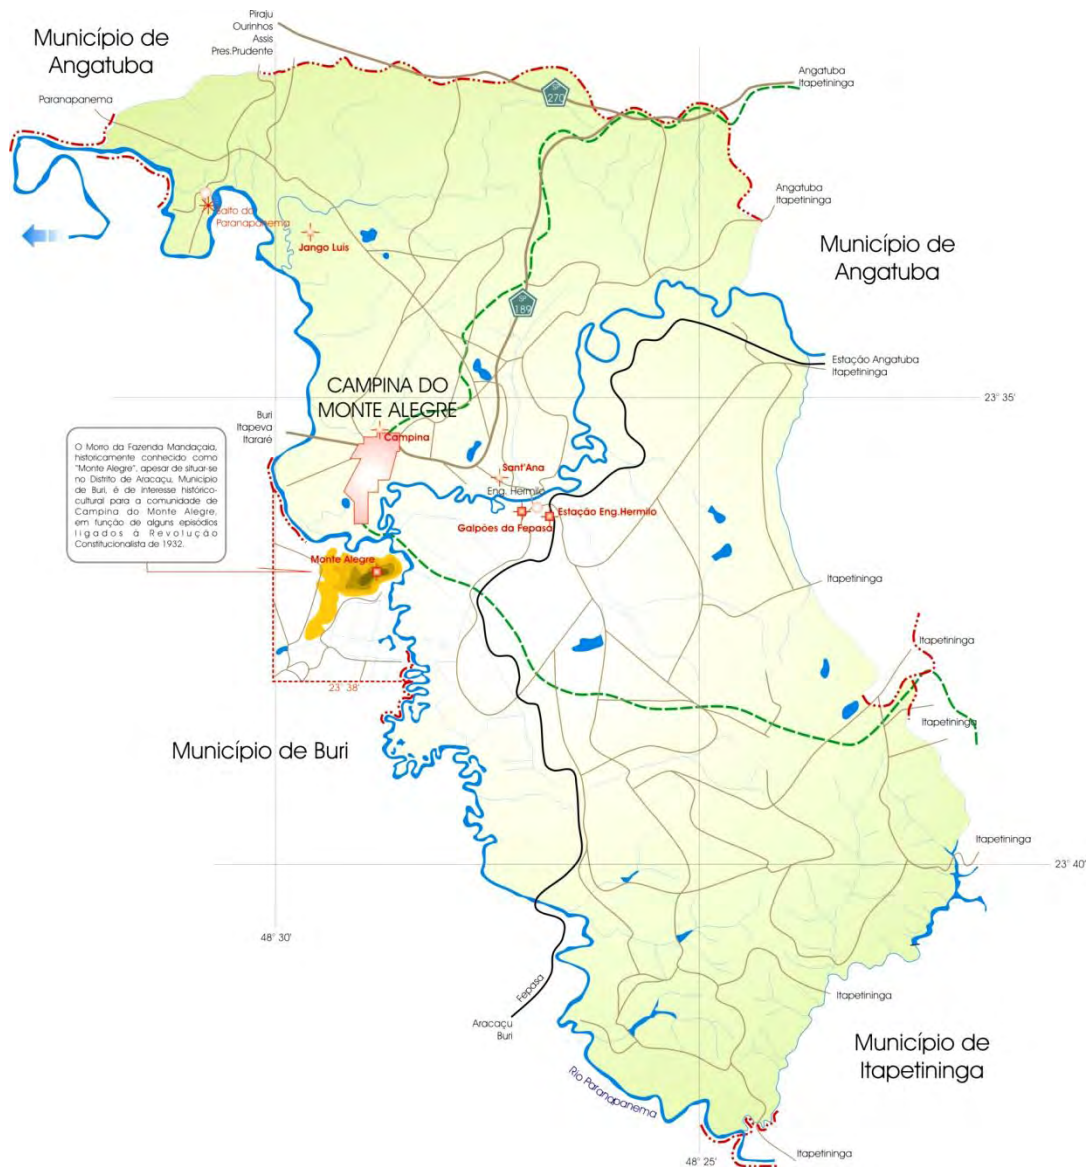 Piraju
Ourinhos
Assis
Pres.Prudente
Município de
Angatuba
Angatuba
Itapetininga
SP
270
Paranapanema
Angatuba
Itapetininga
Salto do
Paranapanema
Jango Luis
Município de
Angatuba
SP
189
Estação Angatuba
Itapetininga
CAMPINA DO
MONTE ALEGRE
23° 35'
Buri
Itapeva
Itararé
Campina
O Morro da Fazenda Mandaçaia,
historicamente conhecido como
"Monte Alegre", apesar de situar-se
no Distrito de Aracaçu, Município
de Buri, é de interesse histórico-
cultural para a comunidade de
Campina do Monte Alegre,
em função de alguns episódios
ligados à Revolução
Constitucionalista de 1932.
Sant'Ana
Eng. Hermilo
Estação Eng.Hermilo
Galpões da Fepasa
Monte Alegre
Itapetininga
Itapetininga
23° 38'
Itapetininga
Município de Buri
Itapetininga
23° 40'
48° 30'
Fepasa
Itapetininga
Aracaçu
Buri
Município de
Itapetininga
Rio Paranapanema
Itapetininga
48° 25'